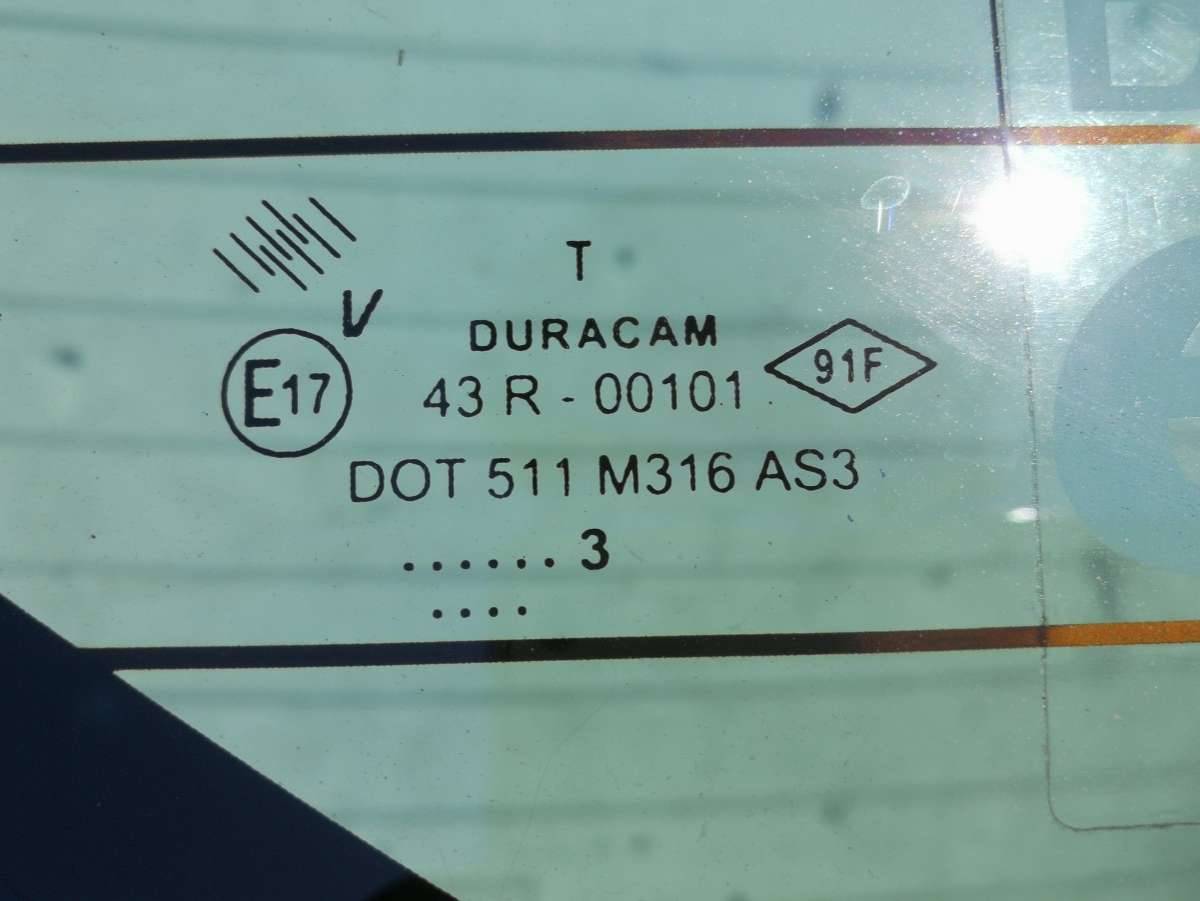 T
V
DURACAM
E17
43 R - 00101
91F
DOT 511 M316 AS3
...... 3
....